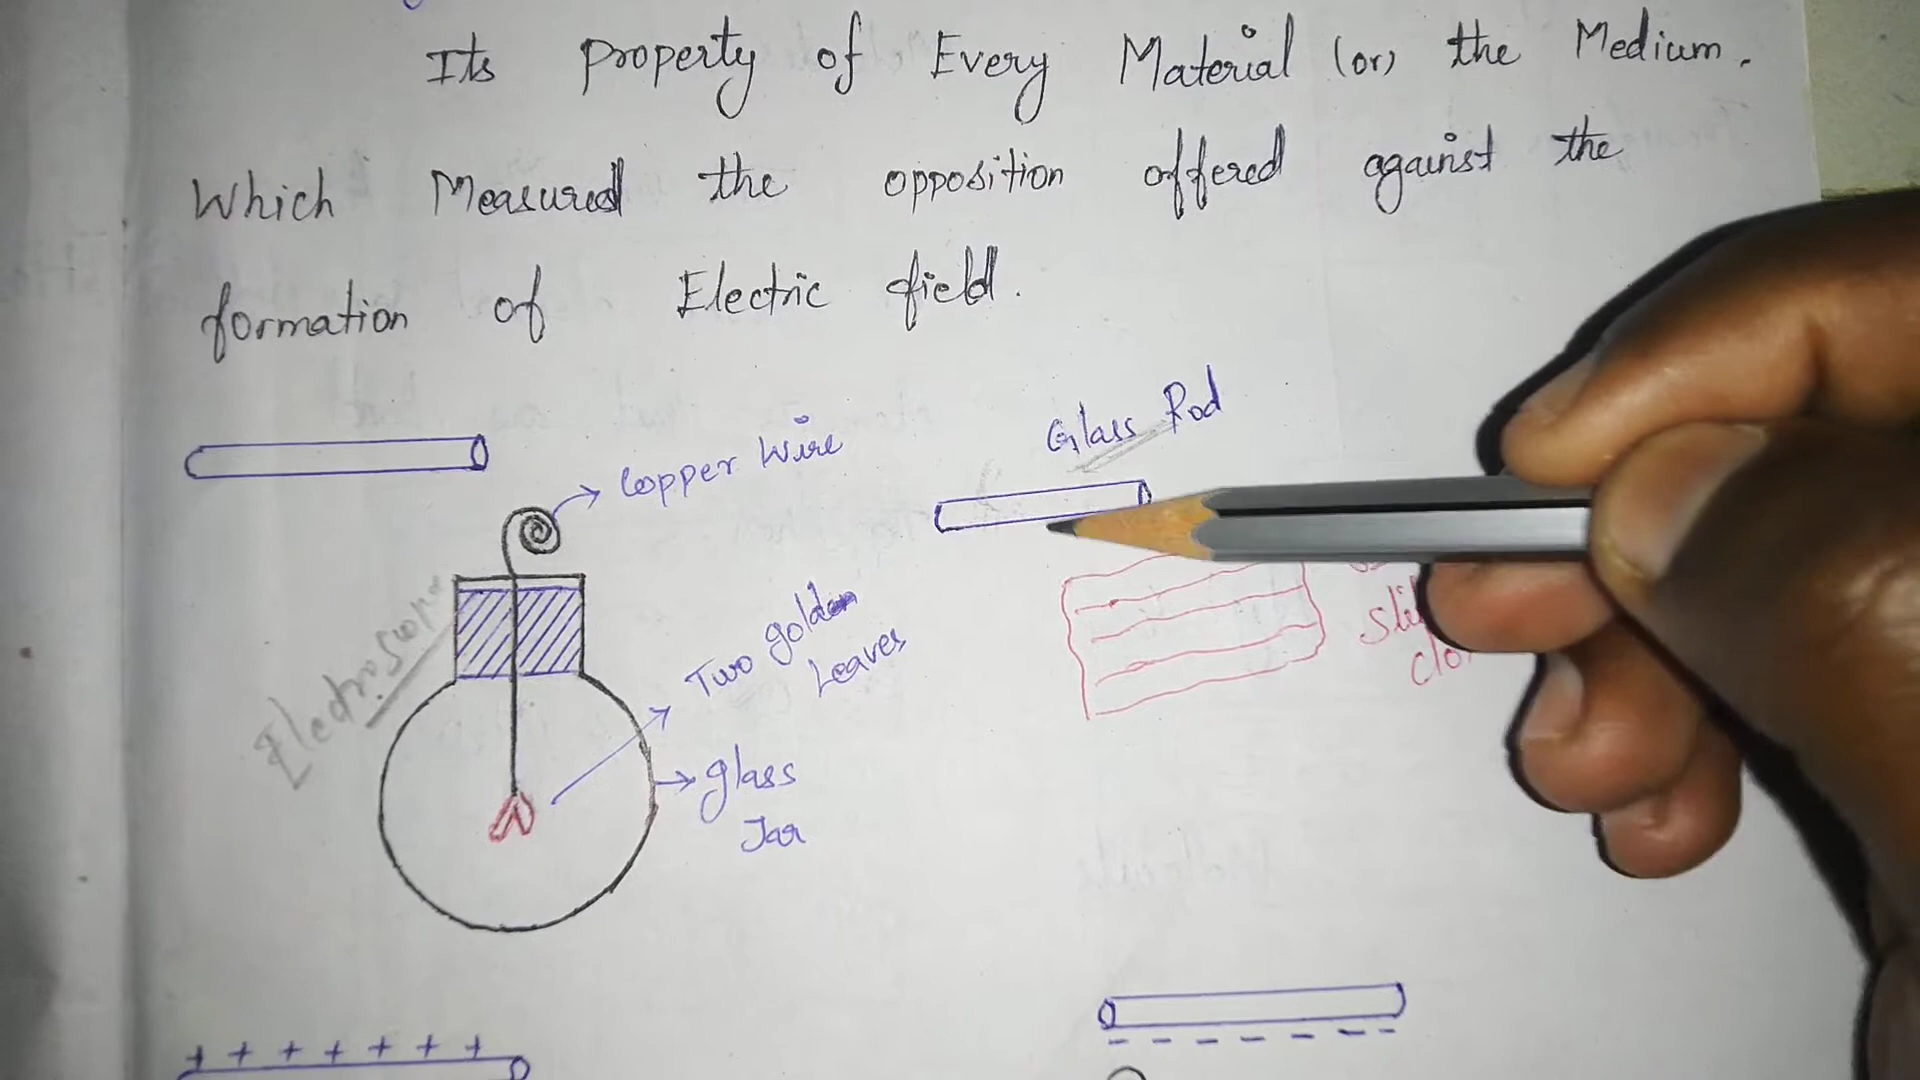 Its property of Every Material (or) the Medium.
Which Measured the opposition offered against the
formation of Electric field.
Glass Rod
Copper Wire
Electroscope
Two golden
Leaves
glass
Jar
+ + + + + + +
- - - - - - -